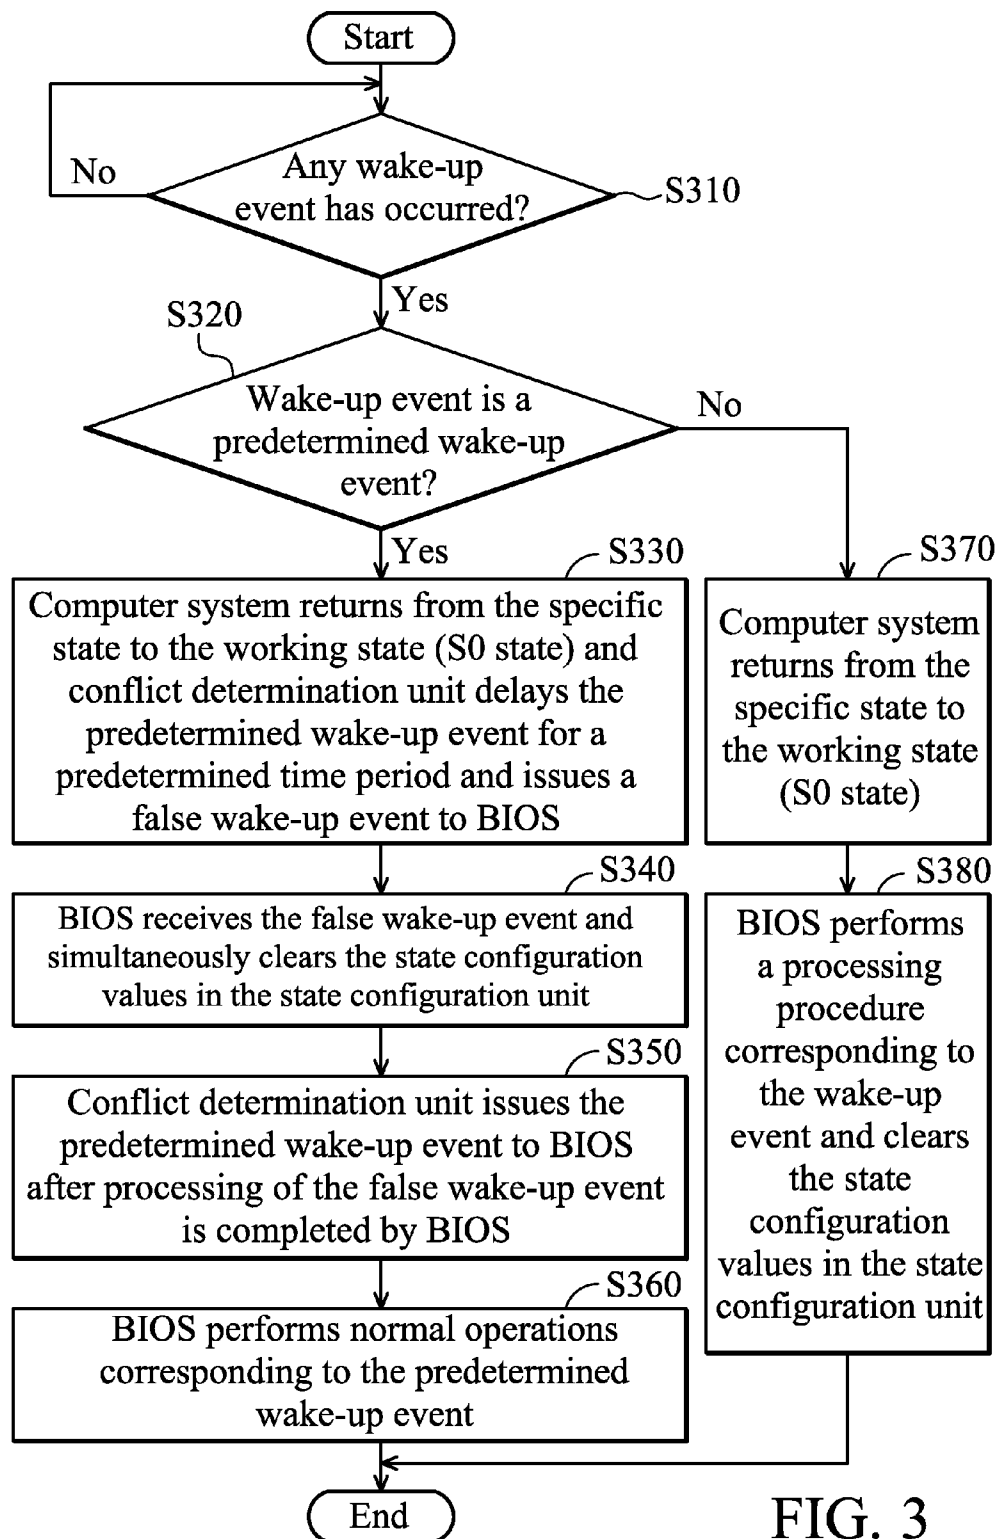 Start
No
Any wake-up
event has occurred?
S310
Yes
S320
Wake-up event is a
predetermined wake-up
event?
No
Yes
S330
Computer system returns from the specific
state to the working state (S0 state) and
conflict determination unit delays the
predetermined wake-up event for a
predetermined time period and issues a
false wake-up event to BIOS
S370
Computer system
returns from the
specific state to
the working state
(S0 state)
S340
BIOS receives the false wake-up event and
simultaneously clears the state configuration
values in the state configuration unit
S380
BIOS performs
a processing
procedure
corresponding to
the wake-up
event and clears
the state
configuration
values in the state
configuration unit
S350
Conflict determination unit issues the
predetermined wake-up event to BIOS
after processing of the false wake-up event
is completed by BIOS
S360
BIOS performs normal operations
corresponding to the predetermined
wake-up event
End
FIG. 3